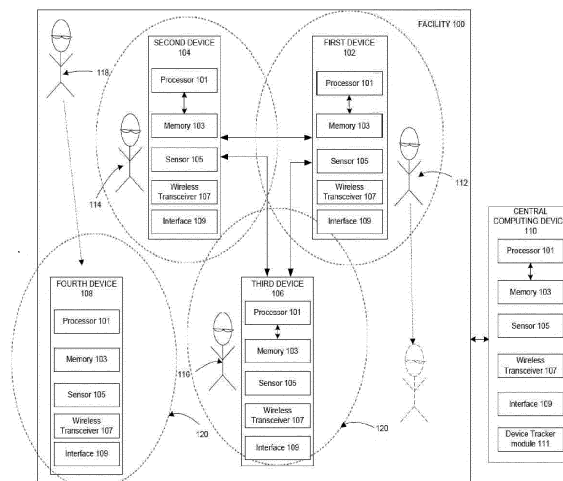 FACILITY 100
SECOND DEVICE
104
Processor 101
Memory 103
Sensor 105
Wireless
Transceiver 107
Interface 109
FIRST DEVICE
102
Processor 101
Memory 103
Sensor 105
Wireless
Transceiver 107
Interface 109
118
114
112
CENTRAL
COMPUTING DEVICE
110
Processor 101
Memory 103
Sensor 105
Wireless Transceiver
107
Interface
109
Device Tracker
module 111
FOURTH DEVICE
108
Processor 101
Memory 103
Sensor 105
Wireless
Transceiver 107
Interface 109
120
THIRD DEVICE
106
Processor 101
Memory 103
Sensor 105
Wireless
Transceiver 107
Interface 109
116
120